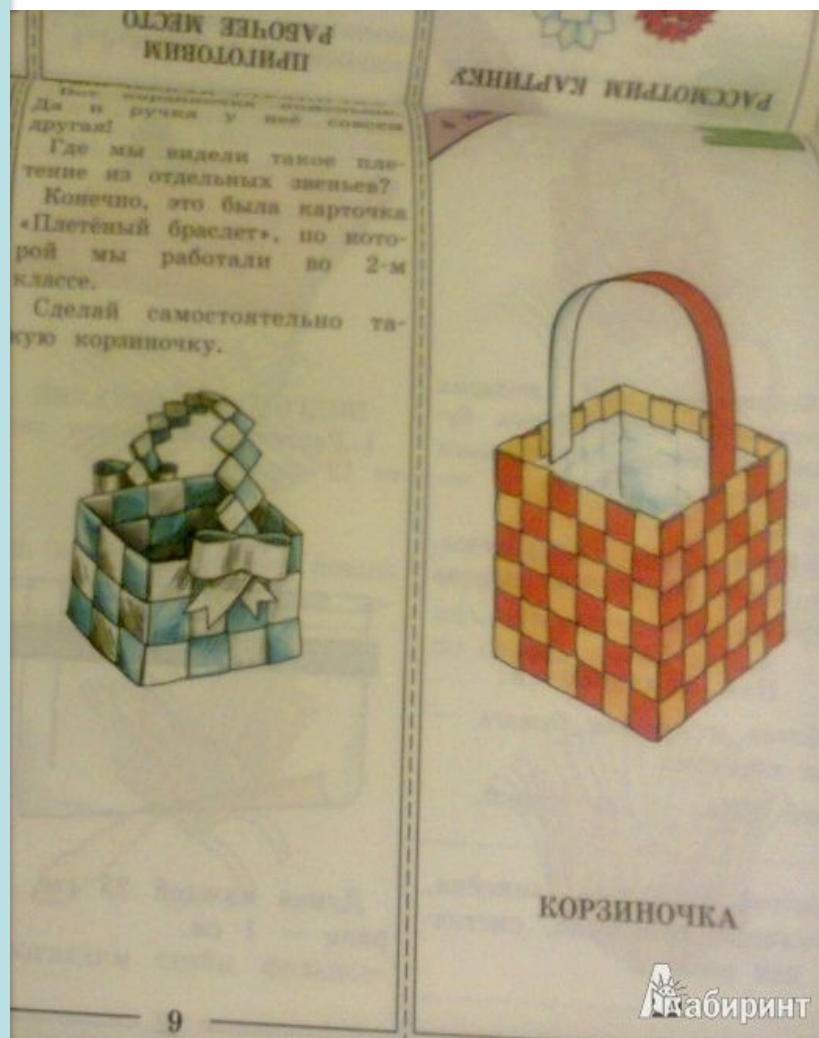 ПРИГОТОВИМ
РАБОЧЕЕ МЕСТО
РАССМОТРИМ КАРТИНКУ
Да и ручка у неё совсем
другая!
Где мы видели такое пле-
тение из отдельных звеньев?
Конечно, это была карточка
«Плетёный браслет», по кото-
рой мы работали во 2-м
классе.
Сделай самостоятельно та-
кую корзиночку.
9
КОРЗИНОЧКА
Лабиринт